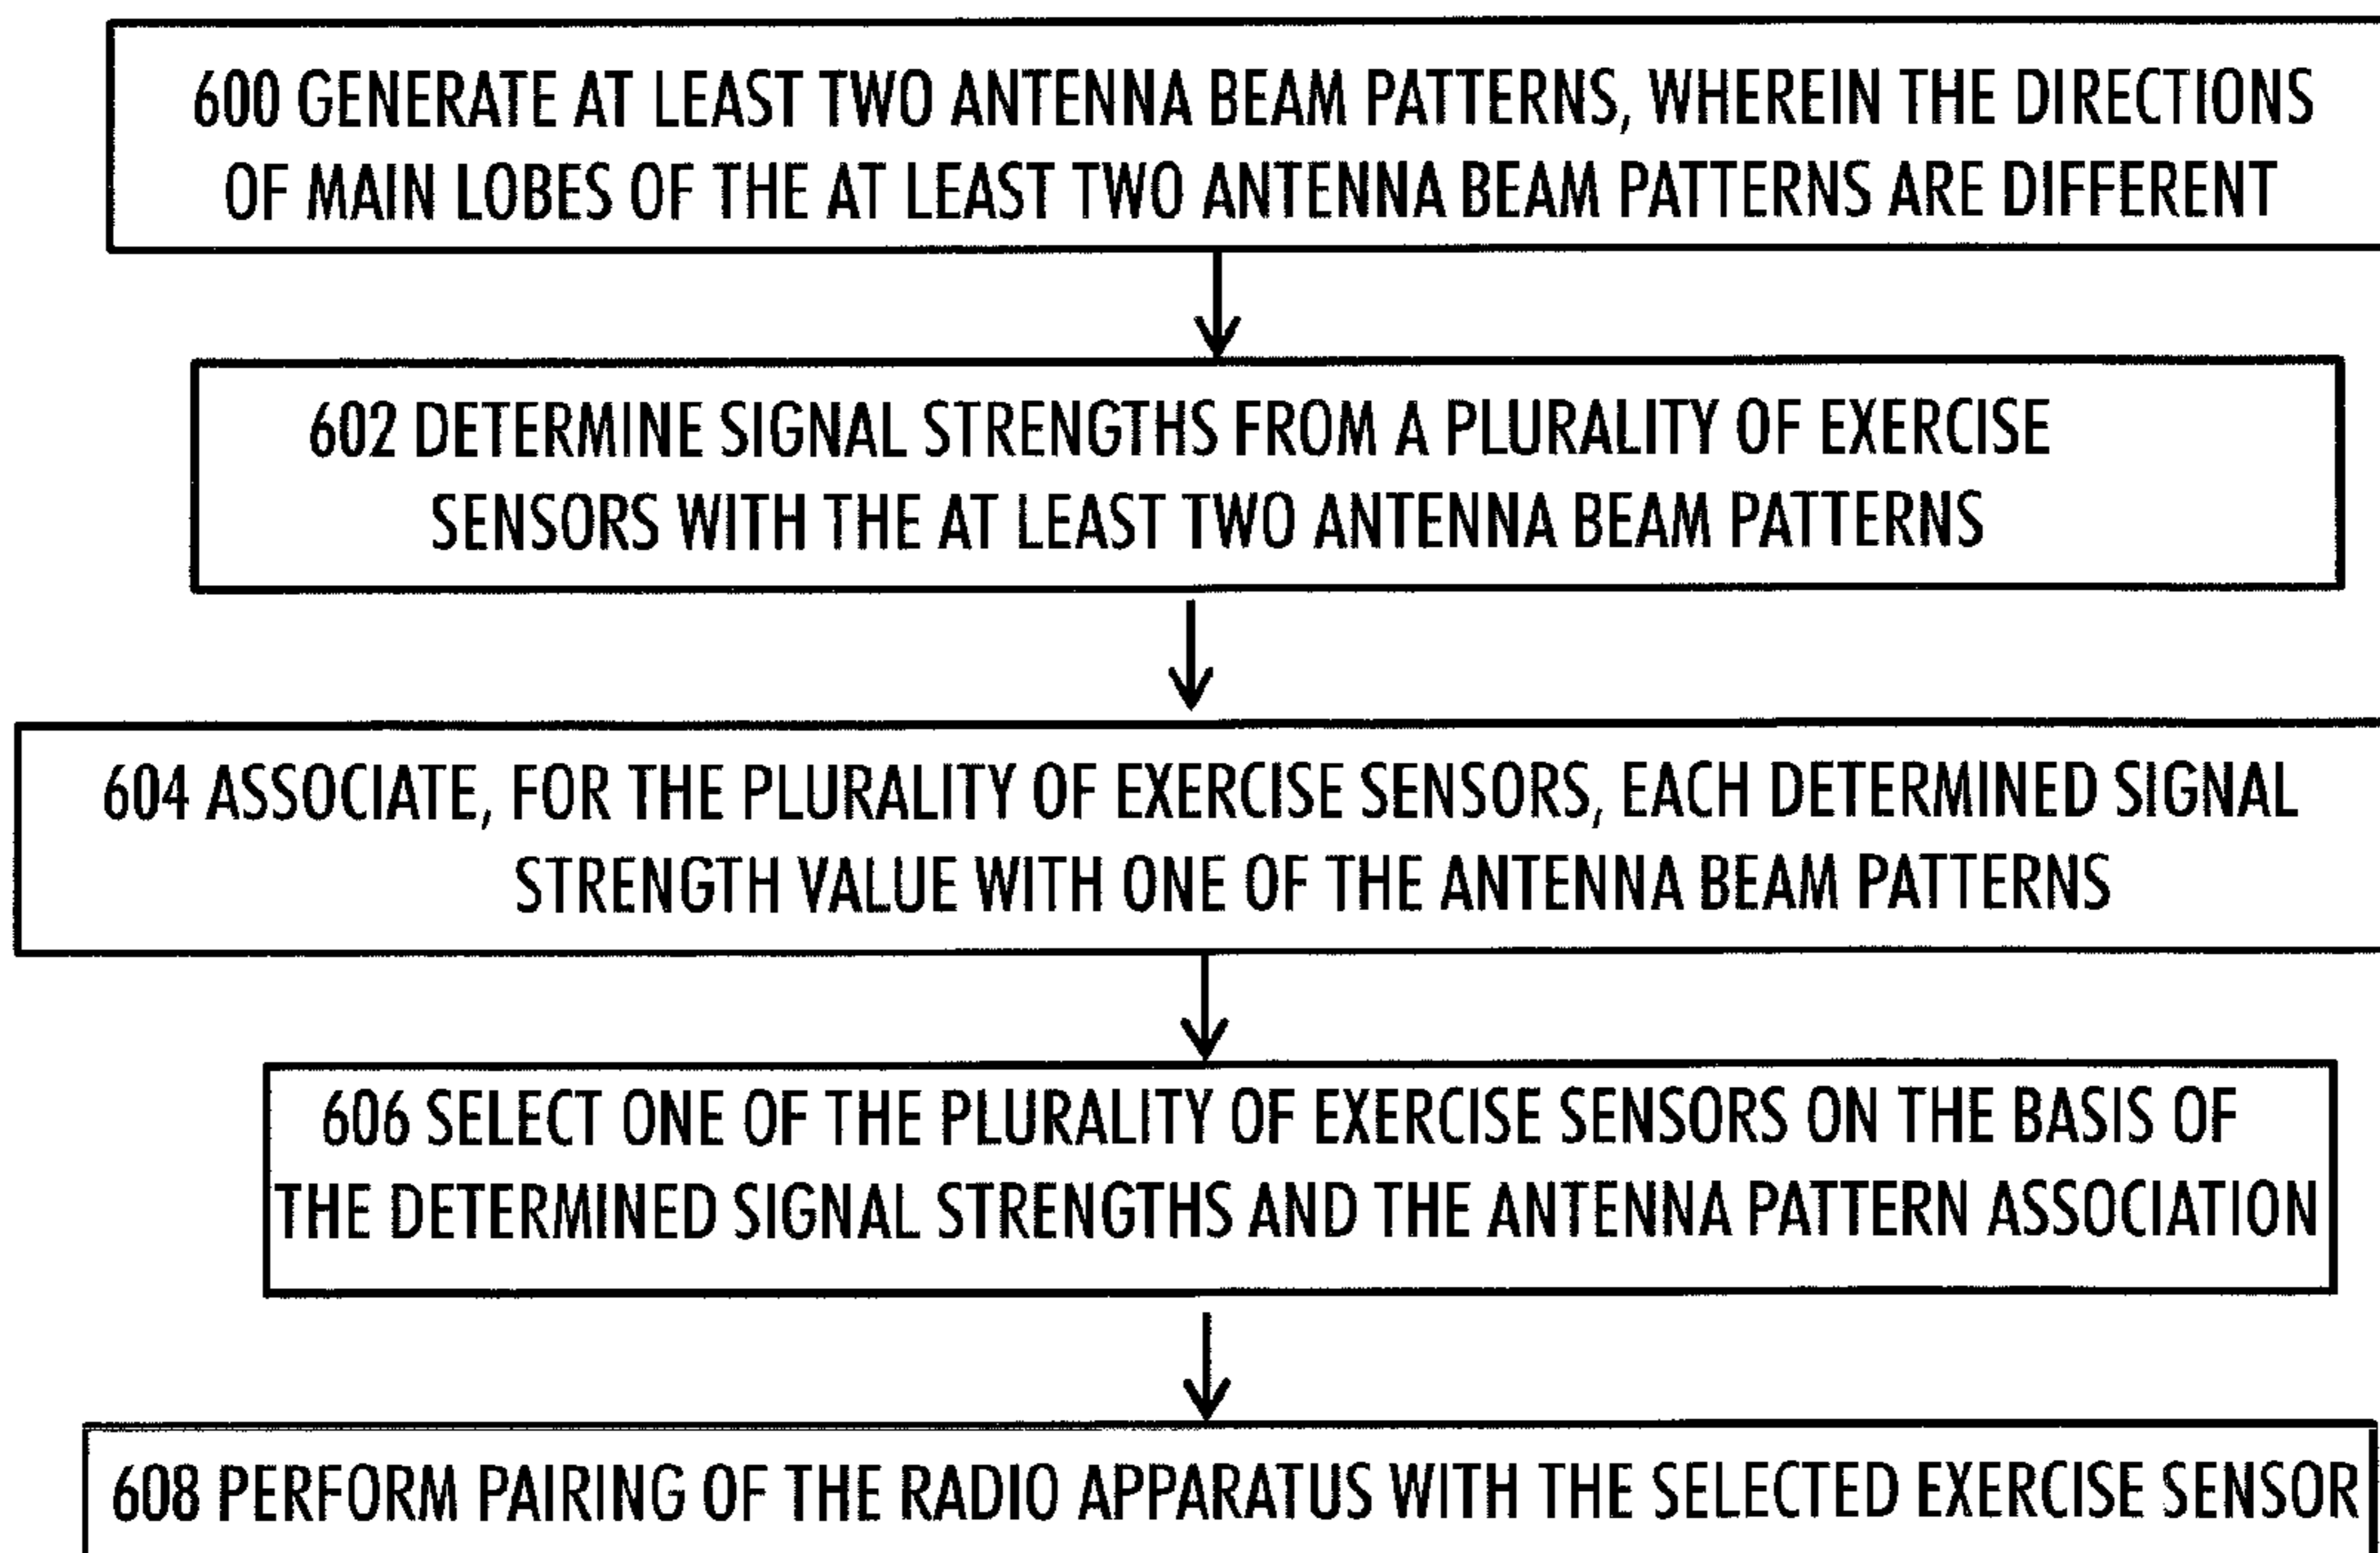 600 GENERATE AT LEAST TWO ANTENNA BEAM PATTERNS, WHEREIN THE DIRECTIONS
OF MAIN LOBES OF THE AT LEAST TWO ANTENNA BEAM PATTERNS ARE DIFFERENT
602 DETERMINE SIGNAL STRENGTHS FROM A PLURALITY OF EXERCISE
SENSORS WITH THE AT LEAST TWO ANTENNA BEAM PATTERNS
604 ASSOCIATE, FOR THE PLURALITY OF EXERCISE SENSORS, EACH DETERMINED SIGNAL
STRENGTH VALUE WITH ONE OF THE ANTENNA BEAM PATTERNS
606 SELECT ONE OF THE PLURALITY OF EXERCISE SENSORS ON THE BASIS OF
THE DETERMINED SIGNAL STRENGTHS AND THE ANTENNA PATTERN ASSOCIATION
608 PERFORM PAIRING OF THE RADIO APPARATUS WITH THE SELECTED EXERCISE SENSOR